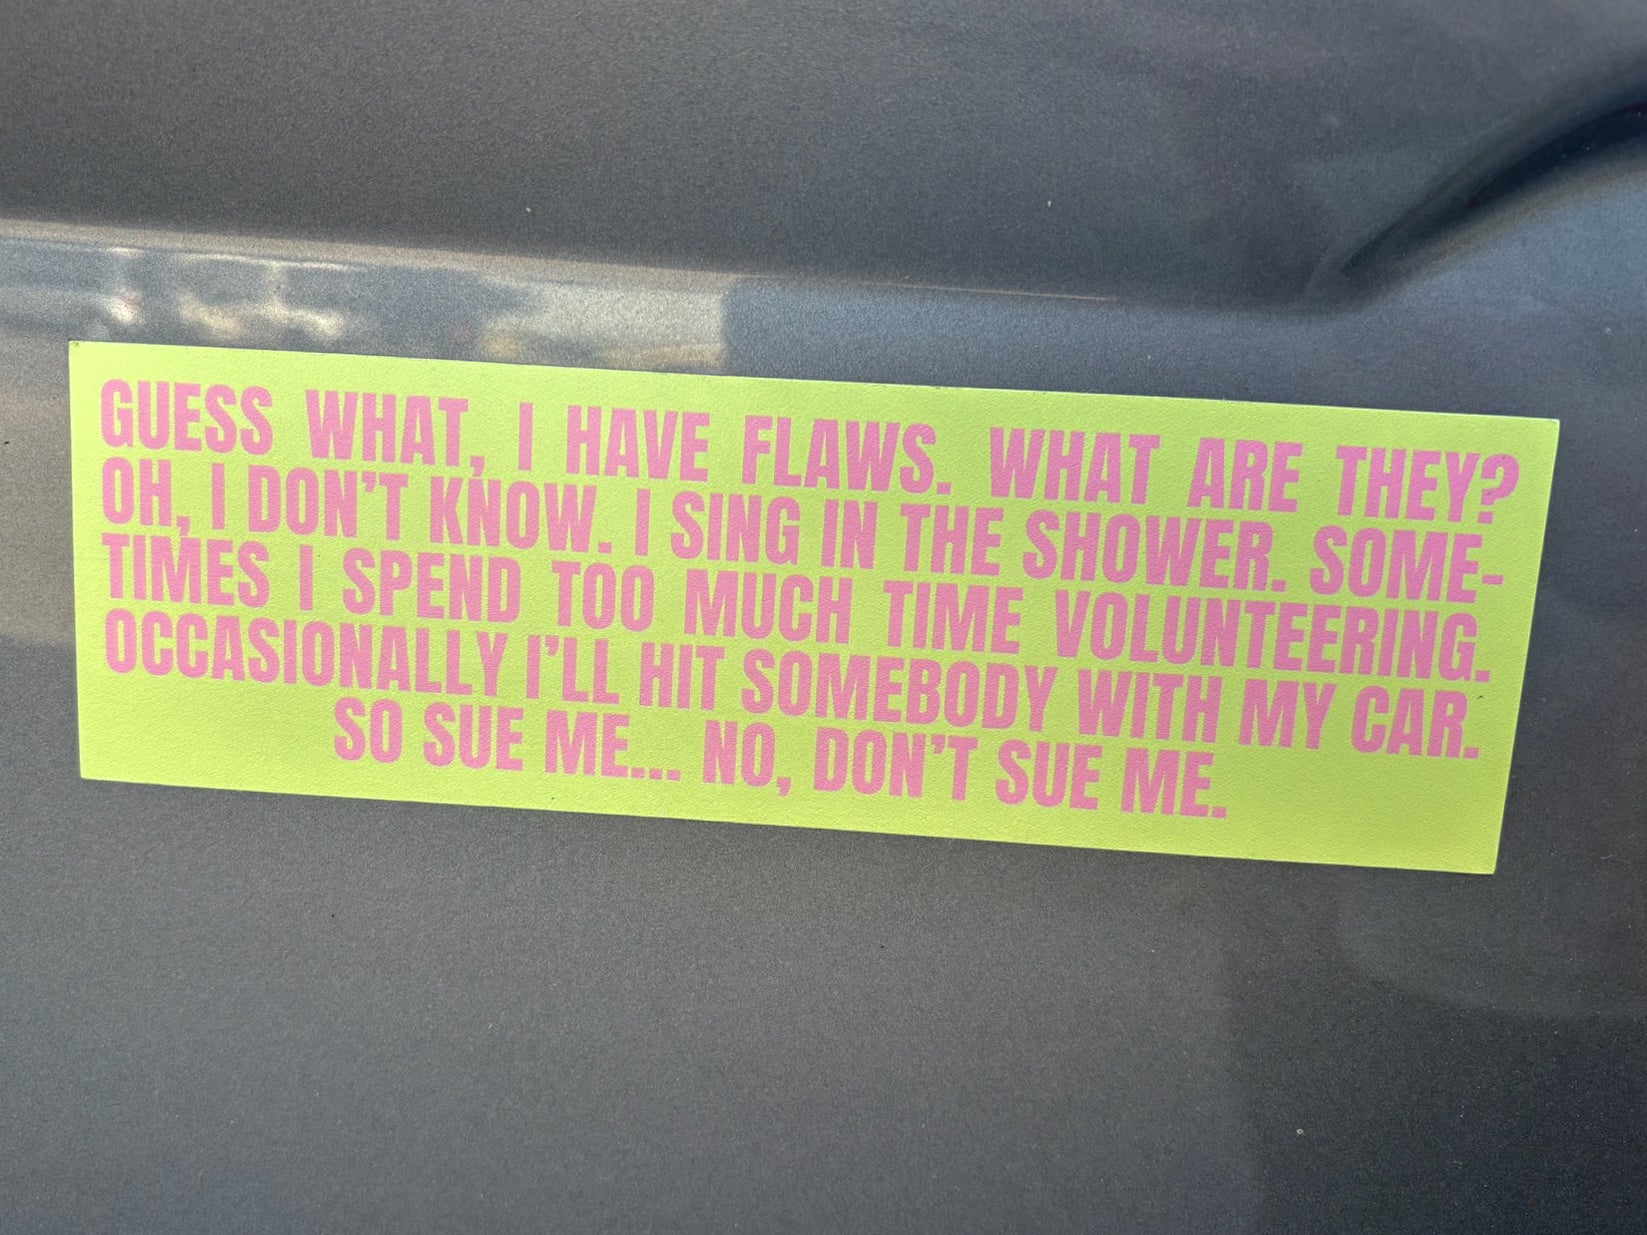 GUESS WHAT, I HAVE FLAWS. WHAT ARE THEY?
OH, I DON'T KNOW. I SING IN THE SHOWER. SOME-
TIMES I SPEND TOO MUCH TIME VOLUNTEERING.
OCCASIONALLY I'LL HIT SOMEBODY WITH MY CAR.
SO SUE ME... NO, DON'T SUE ME.